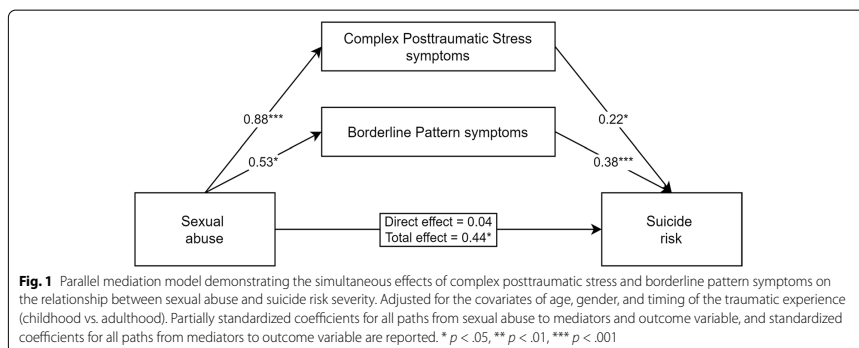 Complex Posttraumatic Stress
symptoms
0.88***
0.22*
Borderline Pattern symptoms
0.53*
0.38***
Sexual
abuse
Direct effect = 0.04
Total effect = 0.44*
Suicide
risk
Fig. 1 Parallel mediation model demonstrating the simultaneous effects of complex posttraumatic stress and borderline pattern symptoms on
the relationship between sexual abuse and suicide risk severity. Adjusted for the covariates of age, gender, and timing of the traumatic experience
(childhood vs. adulthood). Partially standardized coefficients for all paths from sexual abuse to mediators and outcome variable, and standardized
coefficients for all paths from mediators to outcome variable are reported. * p < .05, ** p < .01, *** p < .001